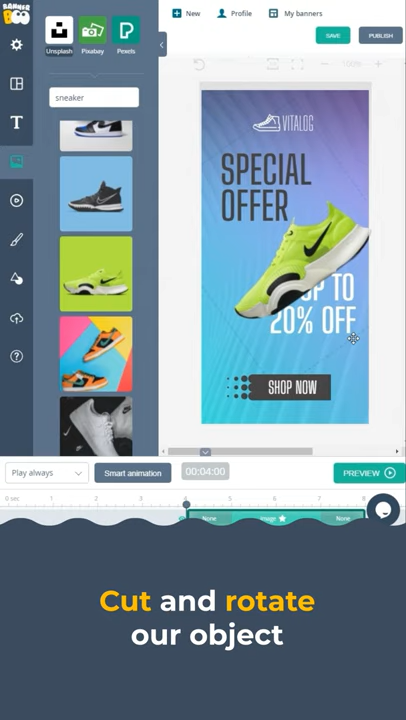 BANNER
BOO
New
Profile
My banners
SAVE
PUBLISH
Unsplash
Pixabay
Pexels
sneaker
VITALOG
SPECIAL
OFFER
UP TO
20% OFF
SHOP NOW
Play always
Smart animation
00:04:00
PREVIEW
0 sec 1 2 3 4 5 6 7 8
None
image
None
Cut and rotate
our object